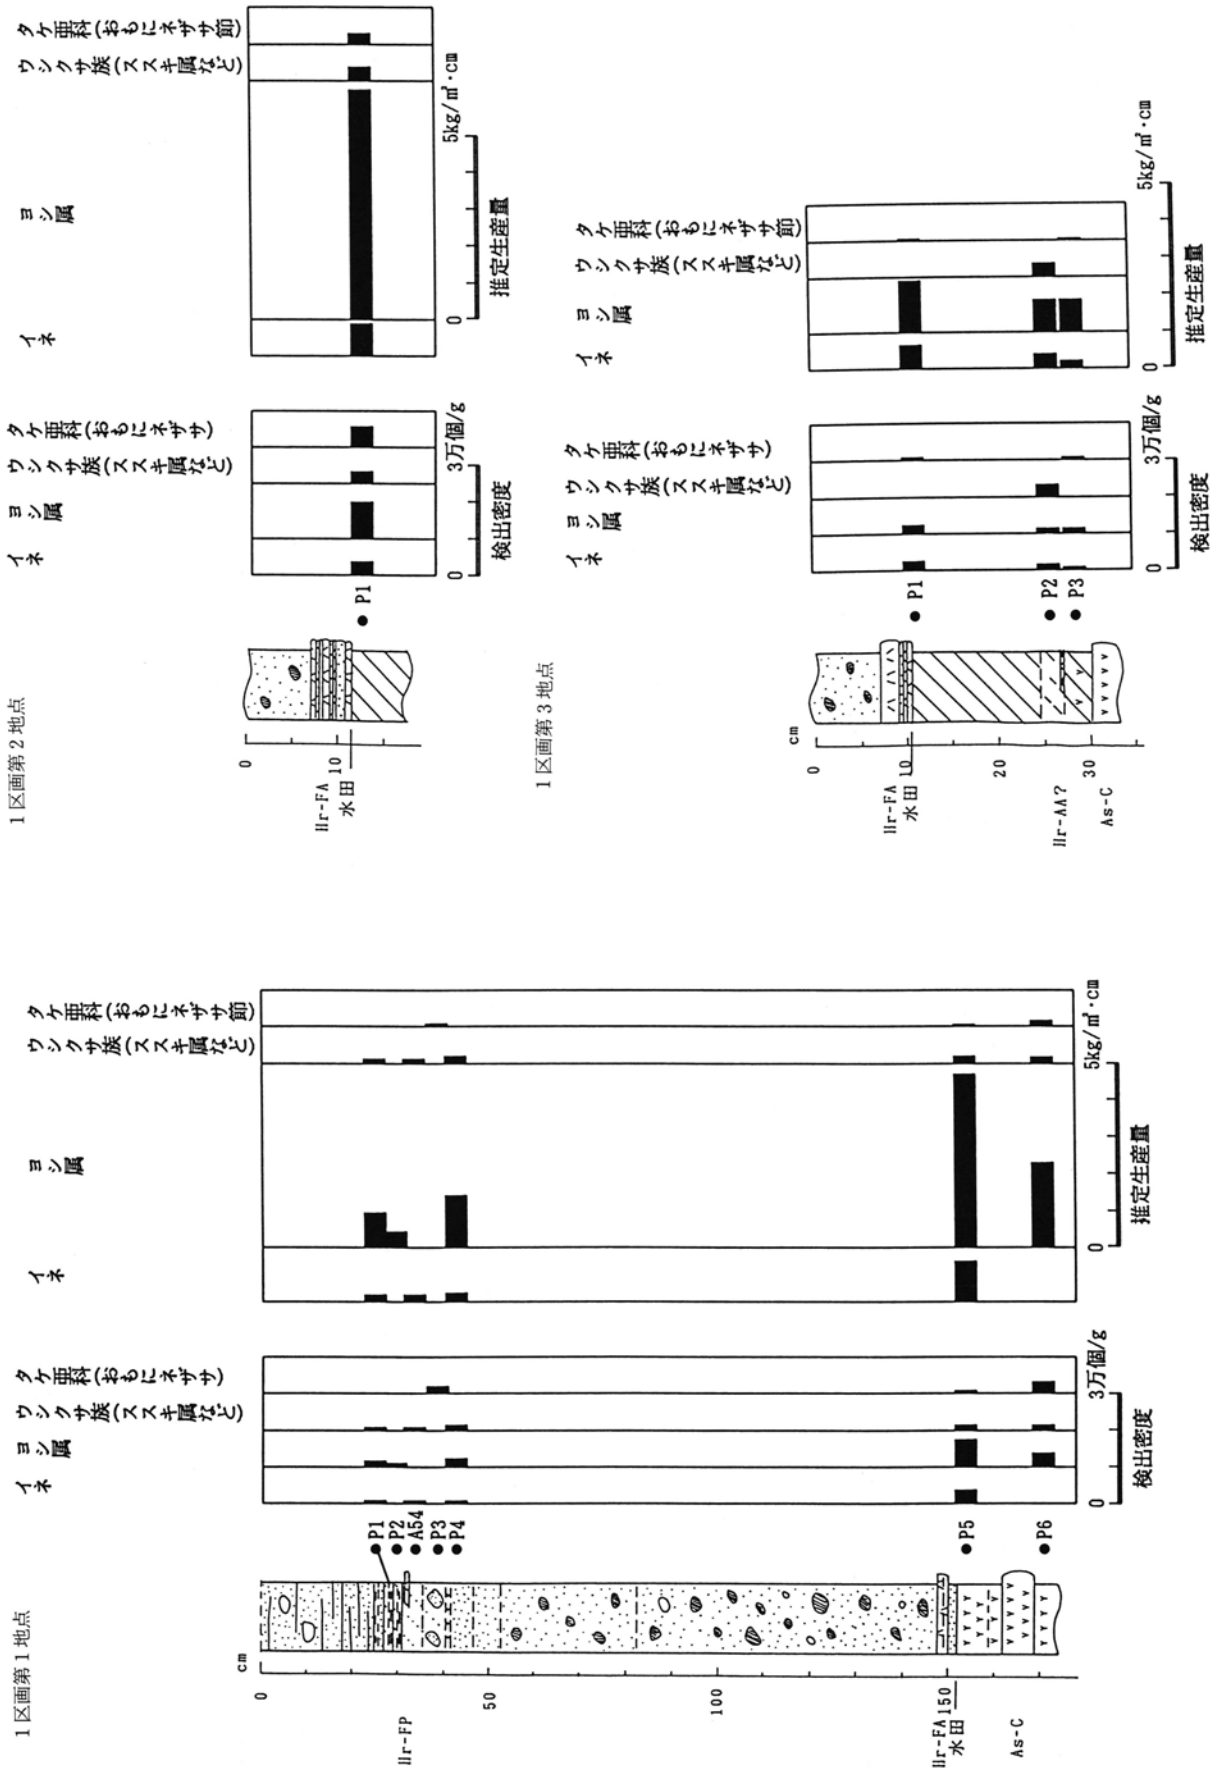 1区画第1地点
cm
0
50
100
150
Hr-FP
Hr-FA
水田
As-C
P1
P2
A54
P3
P4
P5
P6
イネ
ヨシ属
ウシクサ族(ススキ属など)
タケ亜科(おもにネザサ)
0
3万個/g
検出密度
イネ
ヨシ属
ウシクサ族(ススキ属など)
タケ亜科(おもにネザサ節)
0
5kg/㎡·cm
推定生産量
1区画第2地点
0
10
Hr-FA
水田
P1
イネ
ヨシ属
ウシクサ族(ススキ属など)
タケ亜科(おもにネザサ)
0
3万個/g
検出密度
イネ
ヨシ属
ウシクサ族(ススキ属など)
タケ亜科(おもにネザサ節)
0
5kg/㎡·cm
推定生産量
1区画第3地点
cm
0
10
20
30
Hr-FA
水田
Hr-AA?
As-C
P1
P2
P3
イネ
ヨシ属
ウシクサ族(ススキ属など)
タケ亜科(おもにネザサ)
0
3万個/g
検出密度
イネ
ヨシ属
ウシクサ族(ススキ属など)
タケ亜科(おもにネザサ節)
0
5kg/㎡·cm
推定生産量